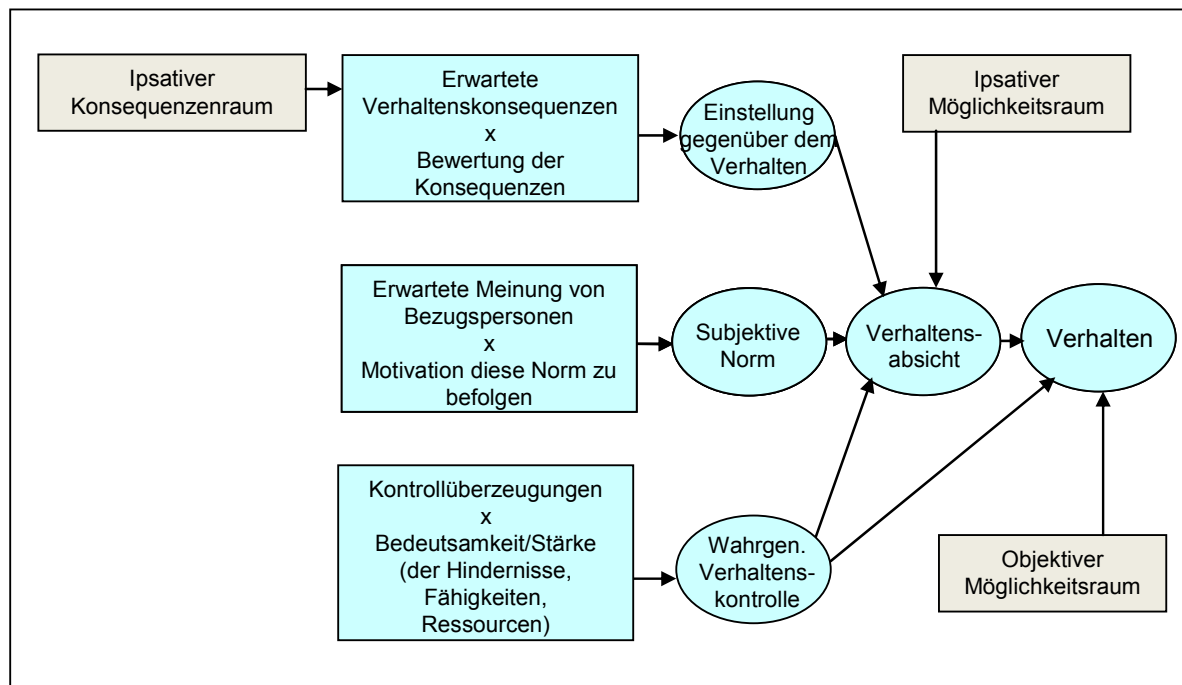 Ipsativer
Konsequenzenraum
Erwartete
Verhaltenskonsequenzen
x
Bewertung der
Konsequenzen
Einstellung
gegenüber dem
Verhalten
Ipsativer
Möglichkeitsraum
Erwartete Meinung von
Bezugspersonen
x
Motivation diese Norm zu
befolgen
Subjektive
Norm
Verhaltens-
absicht
Verhalten
Kontrollüberzeugungen
x
Bedeutsamkeit/Stärke
(der Hindernisse,
Fähigkeiten,
Ressourcen)
Wahrgen.
Verhaltens-
kontrolle
Objektiver
Möglichkeitsraum